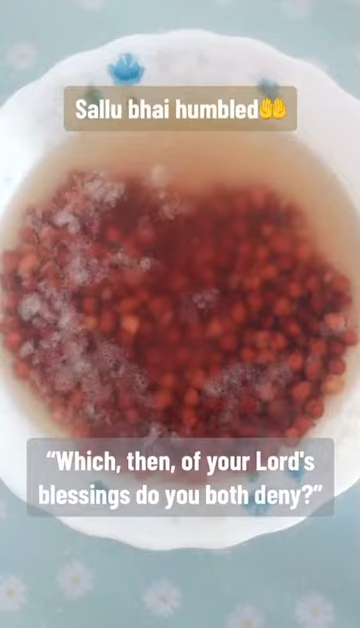 Sallu bhai humbled🤲
“Which, then, of your Lord's
blessings do you both deny?”